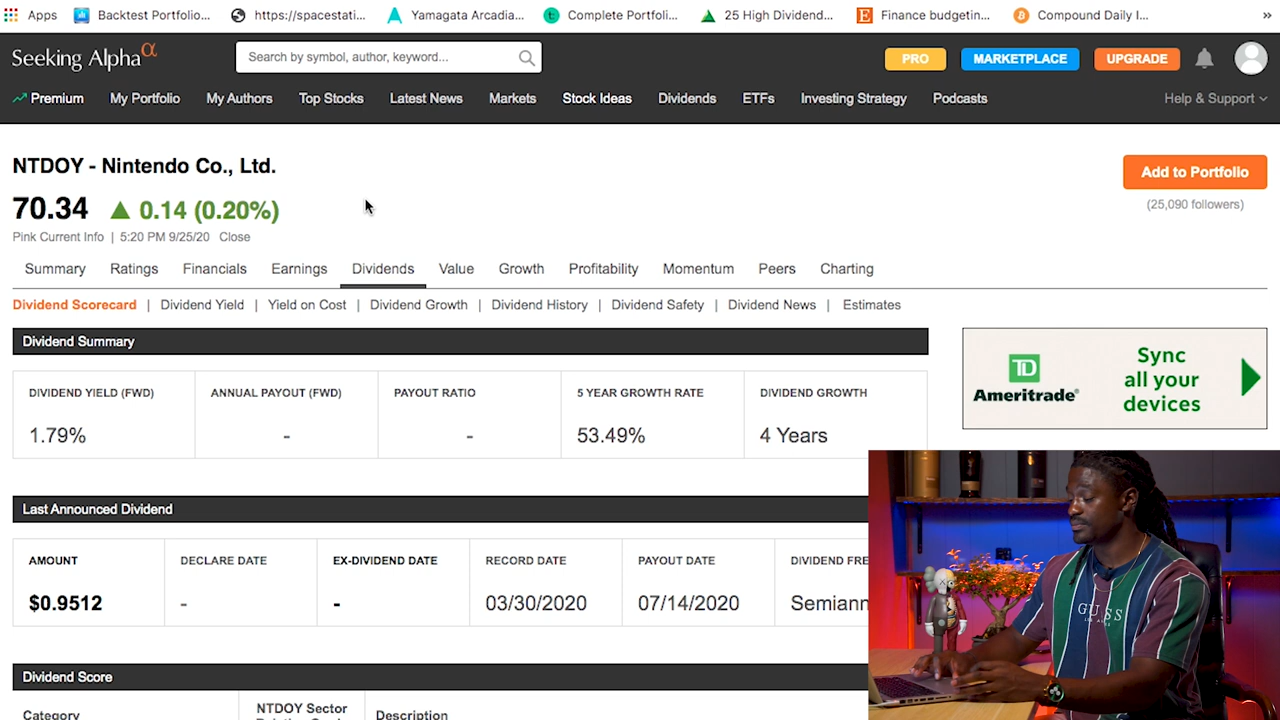 Apps Backtest Portfolio... https://spacestati... Yamagata Arcadia... Complete Portfoli... 25 High Dividend... Finance budgetin... Compound Daily I... »
Seeking Alpha α Search by symbol, author, keyword... PRO MARKETPLACE UPGRADE
Premium My Portfolio My Authors Top Stocks Latest News Markets Stock Ideas Dividends ETFs Investing Strategy Podcasts Help & Support
NTDOY - Nintendo Co., Ltd.
Add to Portfolio
70.34 ▲ 0.14 (0.20%)
(25,090 followers)
Pink Current Info | 5:20 PM 9/25/20 Close
Summary Ratings Financials Earnings Dividends Value Growth Profitability Momentum Peers Charting
Dividend Scorecard | Dividend Yield | Yield on Cost | Dividend Growth | Dividend History | Dividend Safety | Dividend News | Estimates
Dividend Summary
DIVIDEND YIELD (FWD) ANNUAL PAYOUT (FWD) PAYOUT RATIO 5 YEAR GROWTH RATE DIVIDEND GROWTH
1.79% - - 53.49% 4 Years
TD
Ameritrade®
Sync
all your
devices
Last Announced Dividend
AMOUNT DECLARE DATE EX-DIVIDEND DATE RECORD DATE PAYOUT DATE DIVIDEND FRE
$0.9512 - - 03/30/2020 07/14/2020 Semiann
Dividend Score
NTDOY Sector
Category Description
GUESS
LOS ANGELES